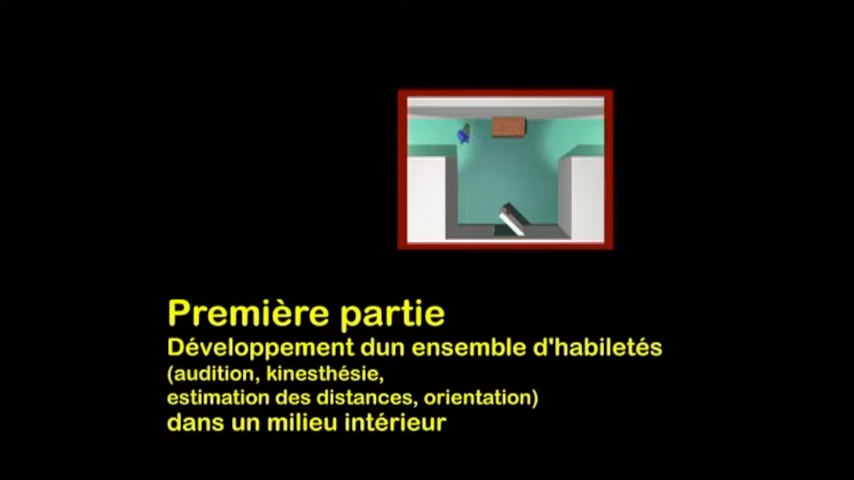 Première partie
Développement dun ensemble d'habiletés
(audition, kinesthésie,
estimation des distances, orientation)
dans un milieu intérieur